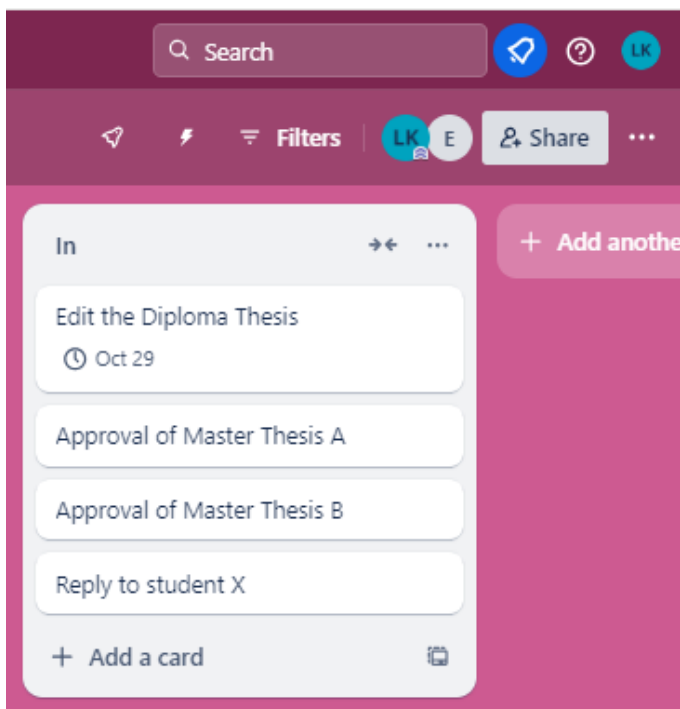 Search
LK
Filters
LK
E
Share
In
Add anothe
Edit the Diploma Thesis
Oct 29
Approval of Master Thesis A
Approval of Master Thesis B
Reply to student X
Add a card